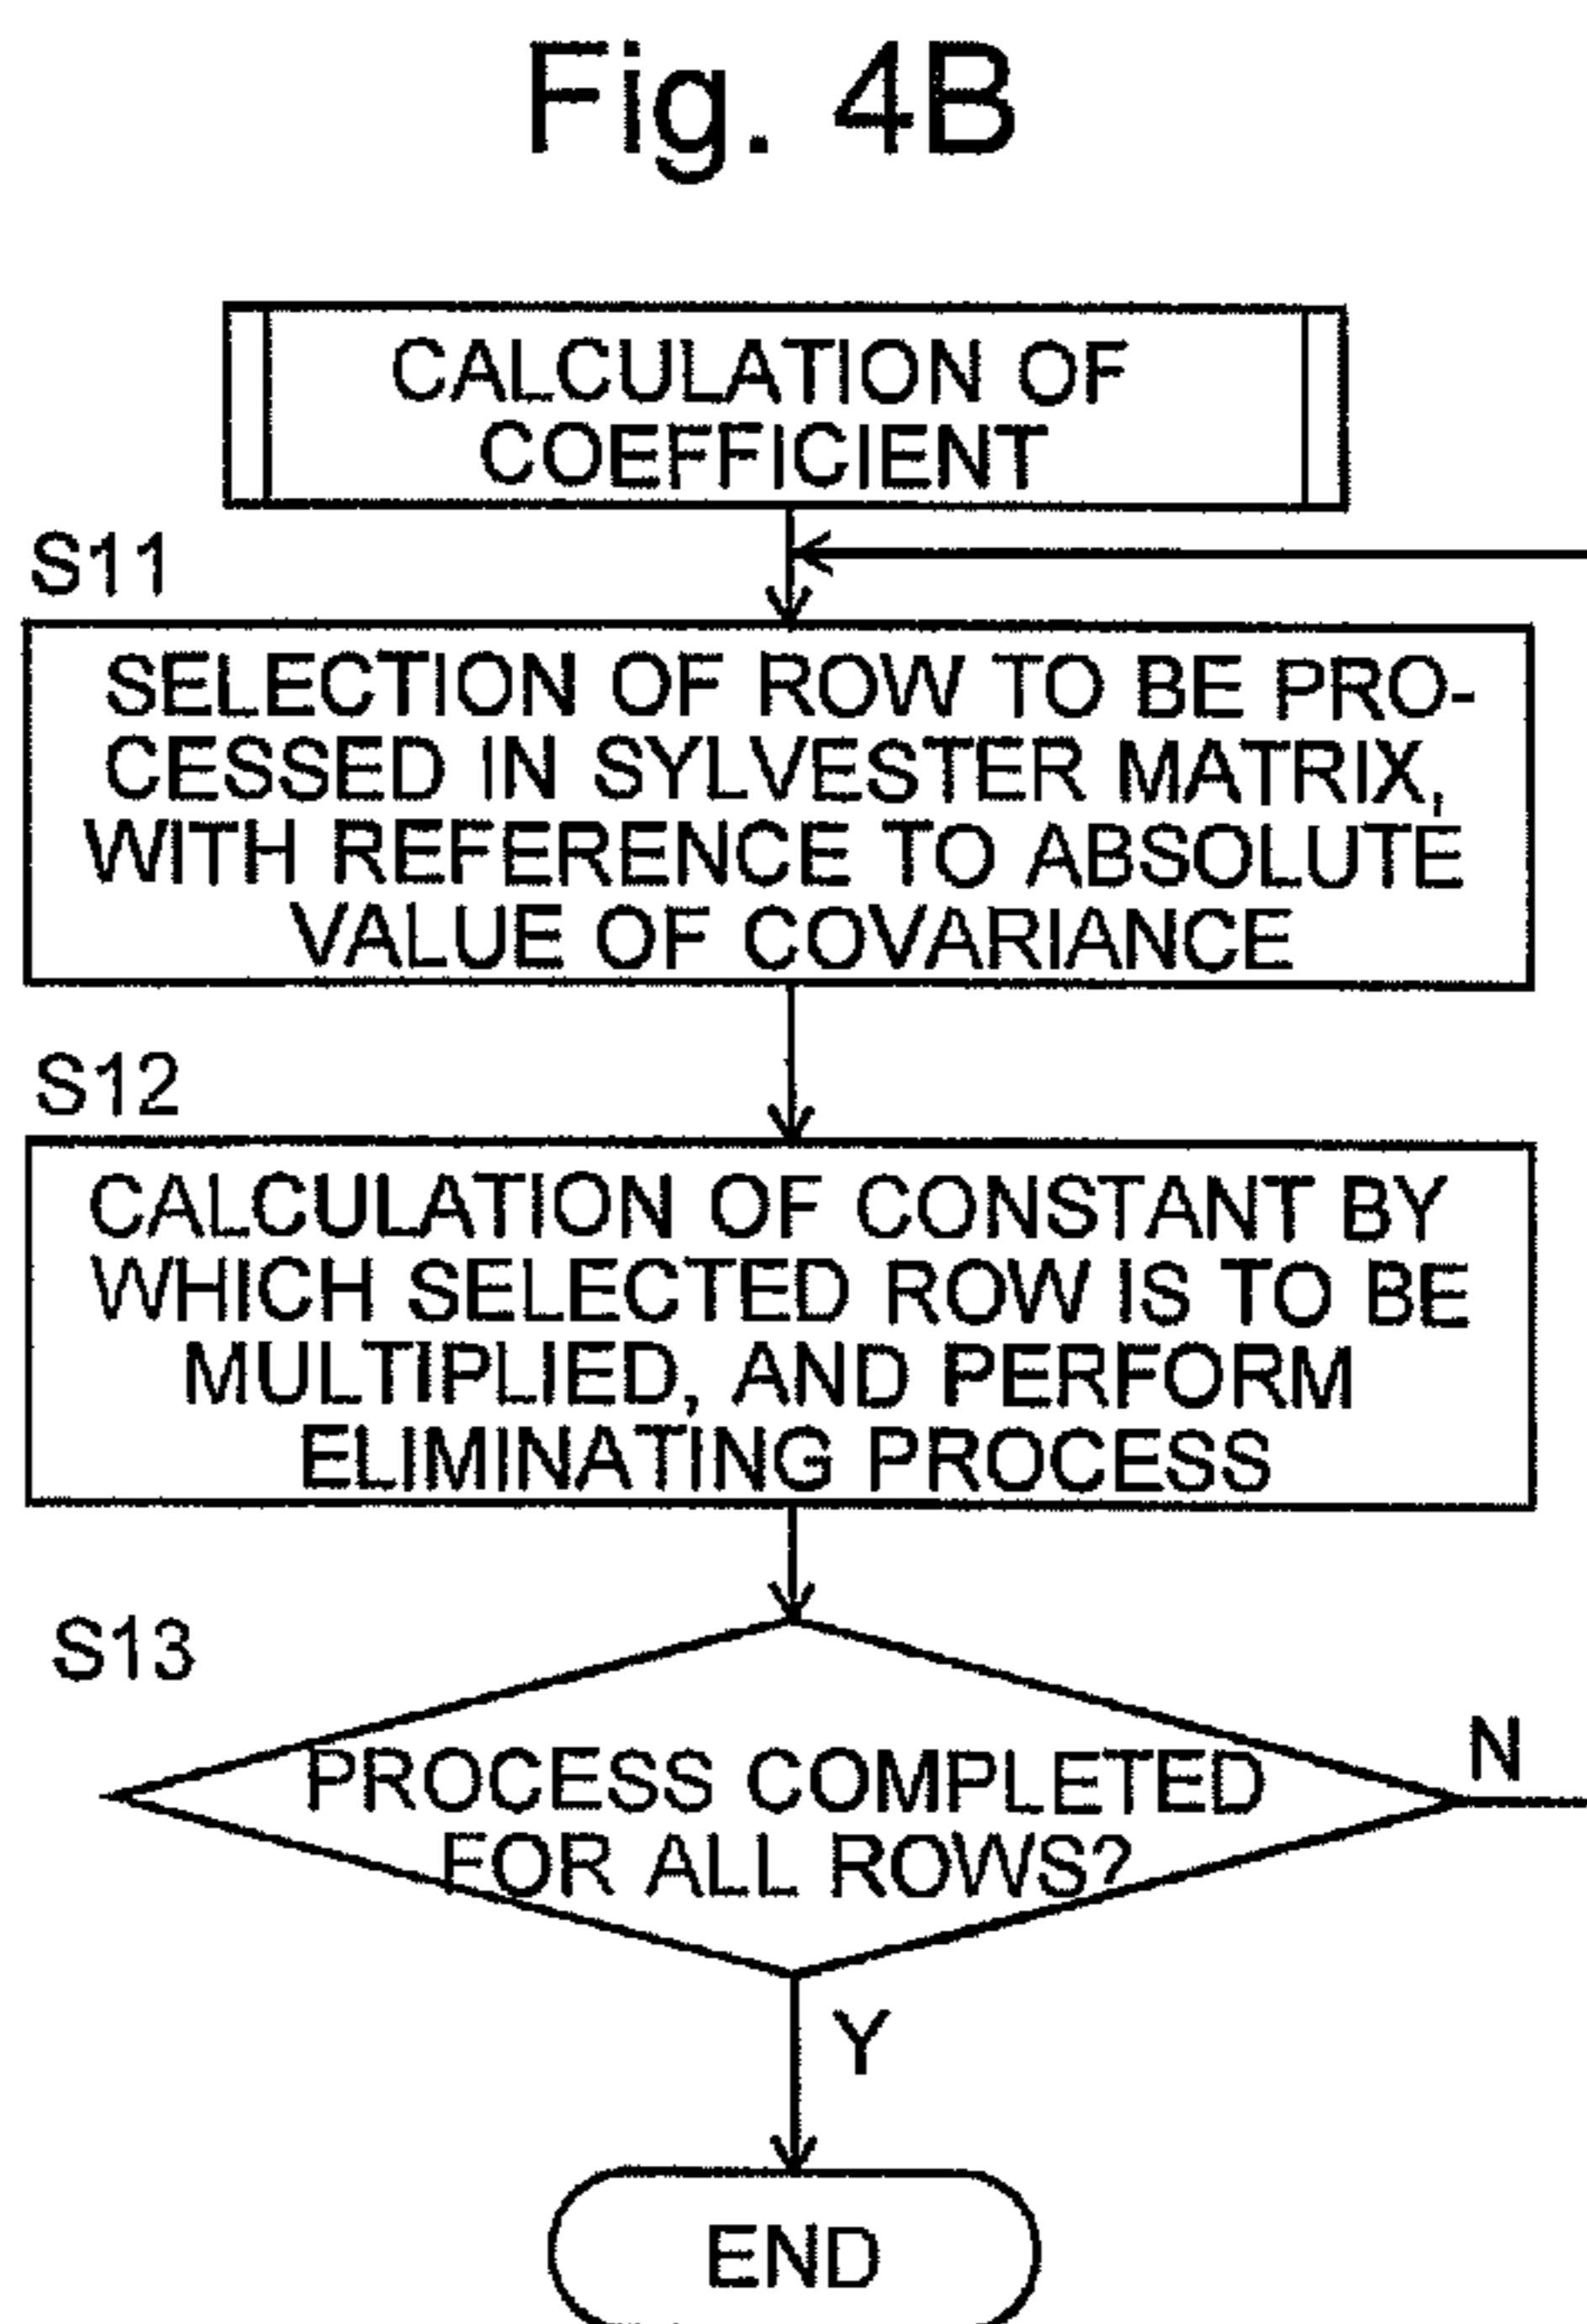 Fig. 4B
CALCULATION OF
COEFFICIENT
S11
SELECTION OF ROW TO BE PRO-
CESSED IN SYLVESTER MATRIX,
WITH REFERENCE TO ABSOLUTE
VALUE OF COVARIANCE
S12
CALCULATION OF CONSTANT BY
WHICH SELECTED ROW IS TO BE
MULTIPLIED, AND PERFORM
ELIMINATING PROCESS
S13
PROCESS COMPLETED
FOR ALL ROWS?
N
Y
END